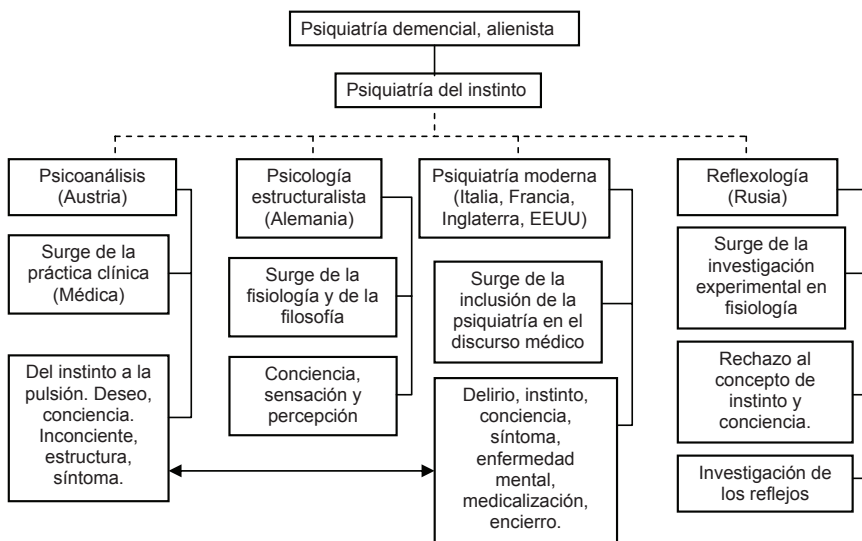 Psiquiatría demencial, alienista
Psiquiatría del instinto
Psicoanálisis
(Austria)
Surge de la
práctica clínica
(Médica)
Del instinto a la
pulsión. Deseo,
conciencia.
Inconciente,
estructura,
síntoma.
Psicología
estructuralista
(Alemania)
Surge de la
fisiología y de la
filosofía
Conciencia,
sensación y
percepción
Psiquiatría moderna
(Italia, Francia,
Inglaterra, EEUU)
Surge de la
inclusión de la
psiquiatría en el
discurso médico
Delirio, instinto,
conciencia,
síntoma,
enfermedad
mental,
medicalización,
encierro.
Reflexología
(Rusia)
Surge de la
investigación
experimental en
fisiología
Rechazo al
concepto de
instinto y
conciencia.
Investigación de
los reflejos